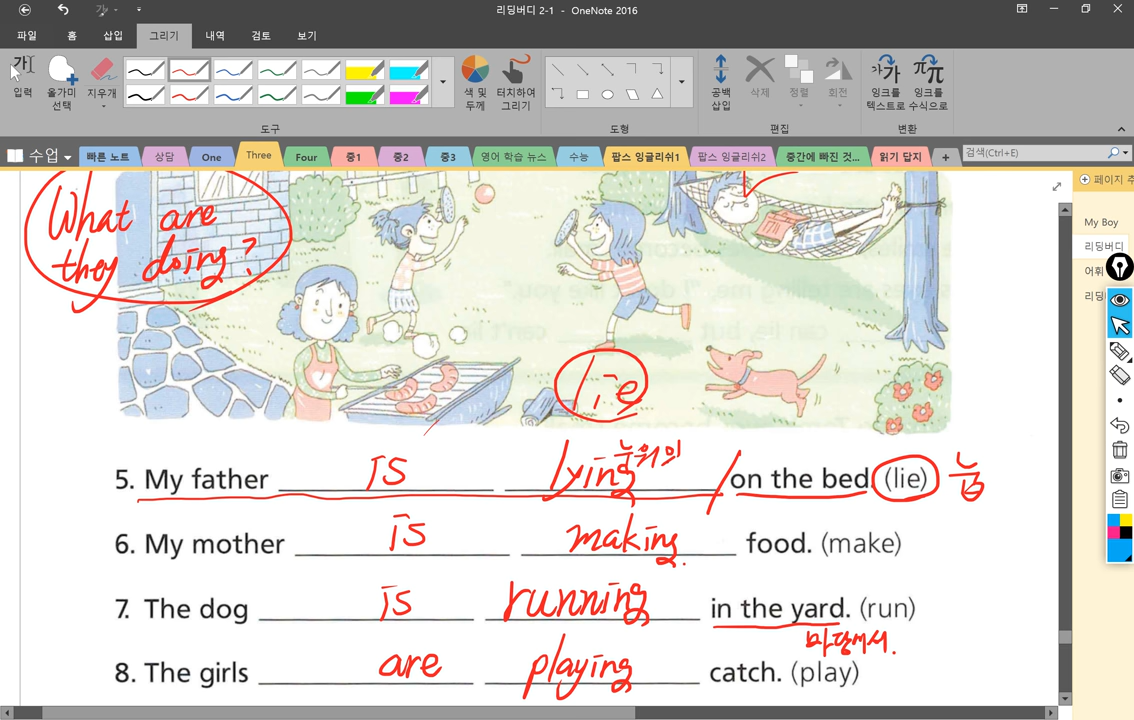 리딩버디 2-1 - OneNote 2016
파일 홈 삽입 그리기 내역 검토 보기
입력 올가미 선택 지우개 색 및 두께 터치하여 그리기 공백 삽입 삭제 정렬 회전 잉크를 텍스트로 잉크를 수식으로
도구 도형 편집 변환
수업 빠른 노트 상담 One Three Four 중1 중2 중3 영어 학습 뉴스 수능 팝스 잉글리쉬1 팝스 잉글리쉬2 중간에 빠진 것... 읽기 답지 + 검색(Ctrl+E)
페이지 추
My Boy
리딩버디
어휘
What are
they doing?
lie
5. My father is lying 눕위의 / on the bed. (lie) 눕
6. My mother is making food. (make)
7. The dog is running in the yard. (run)
마당에서.
8. The girls are playing catch. (play)